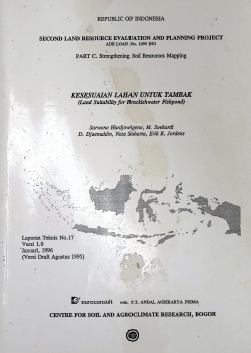 REPUBLIC OF INDONESIA
SECOND LAND RESOURCE EVALUATION AND PLANNING PROJECT
ADB LOAN No. 1099 INO
PART C. Strengthening Soil Resources Mapping
KESESUAIAN LAHAN UNTUK TAMBAK
(Land Suitability for Brackishwater Fishpond)
Sarwono Hardjowigeno, M. Soekardi
D. Djaenuddin, Nata Suharta, Erik R. Jordens
Laporan Teknis No.17
Versi 1.0
Januari, 1996
(Versi Draft Agustus 1995)
euroconsult with P.T. ANDAL AGRIKARYA PRIMA
CENTRE FOR SOIL AND AGROCLIMATE RESEARCH, BOGOR